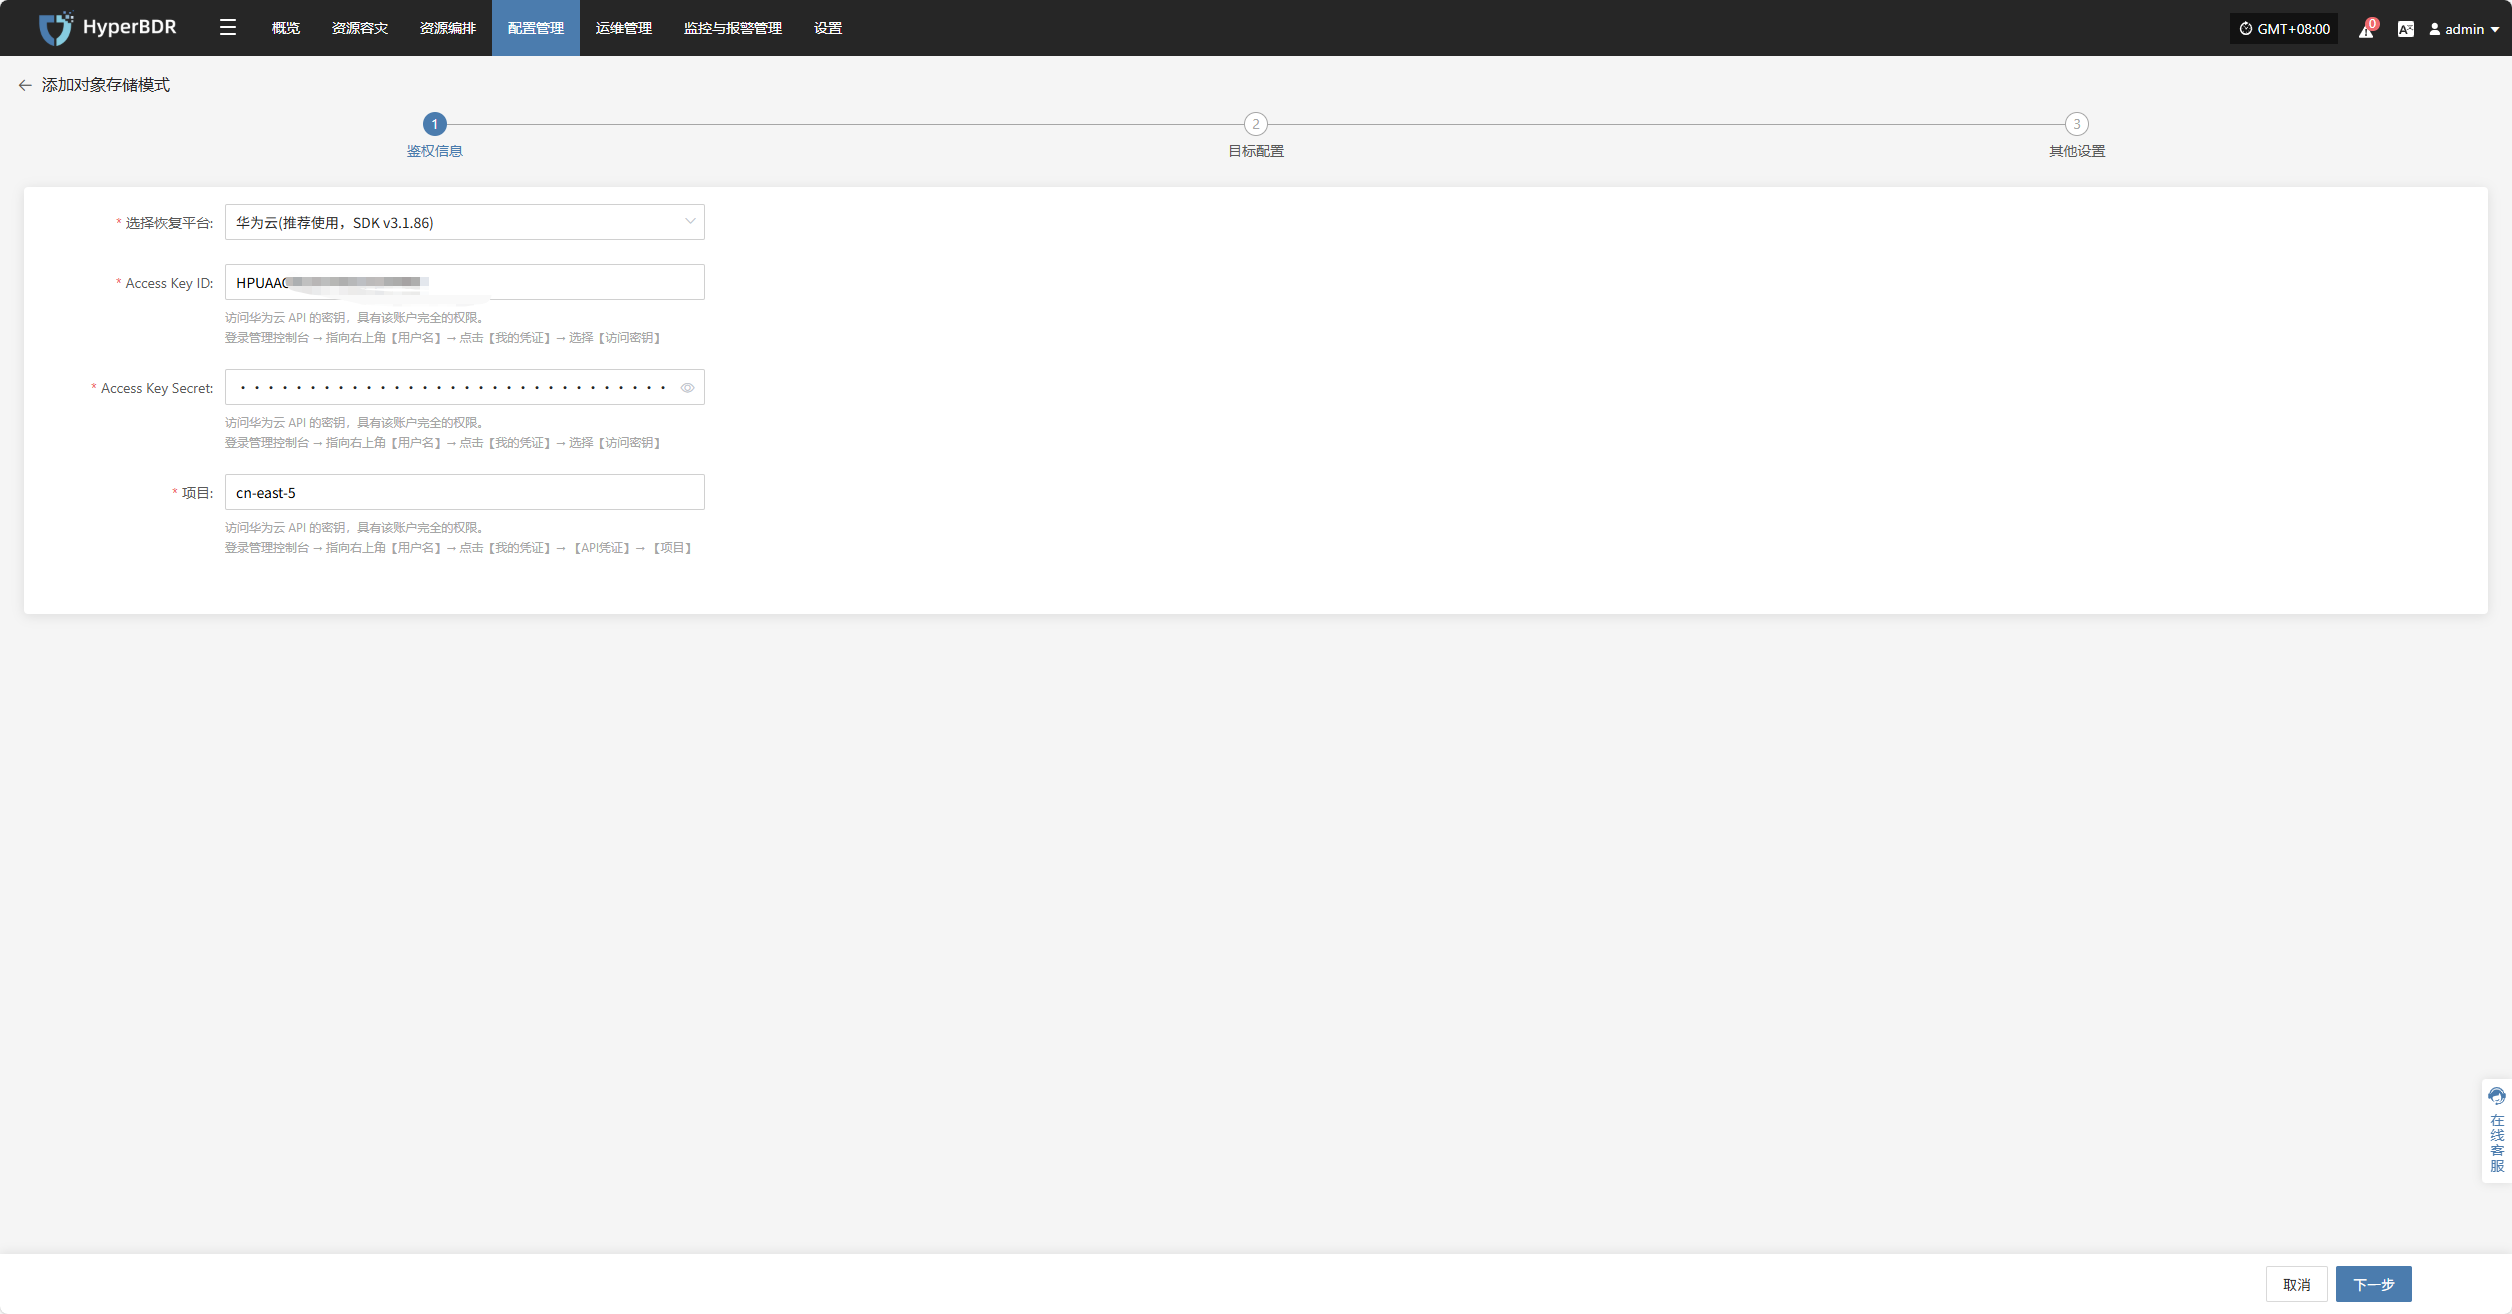 HyperBDR 概览 资源容灾 资源编排 配置管理 运维管理 监控与报警管理 设置 GMT+08:00 0 admin
添加对象存储模式
1 2 3
鉴权信息 目标配置 其他设置
* 选择恢复平台: 华为云(推荐使用，SDK v3.1.86)
* Access Key ID: HPUAAC
访问华为云 API 的密钥，具有该账户完全的权限。
登录管理控制台 → 指向右上角【用户名】→ 点击【我的凭证】→ 选择【访问密钥】
* Access Key Secret:
访问华为云 API 的密钥，具有该账户完全的权限。
登录管理控制台 → 指向右上角【用户名】→ 点击【我的凭证】→ 选择【访问密钥】
* 项目: cn-east-5
访问华为云 API 的密钥，具有该账户完全的权限。
登录管理控制台 → 指向右上角【用户名】→ 点击【我的凭证】→ 【API凭证】→ 【项目】
在线客服
取消 下一步